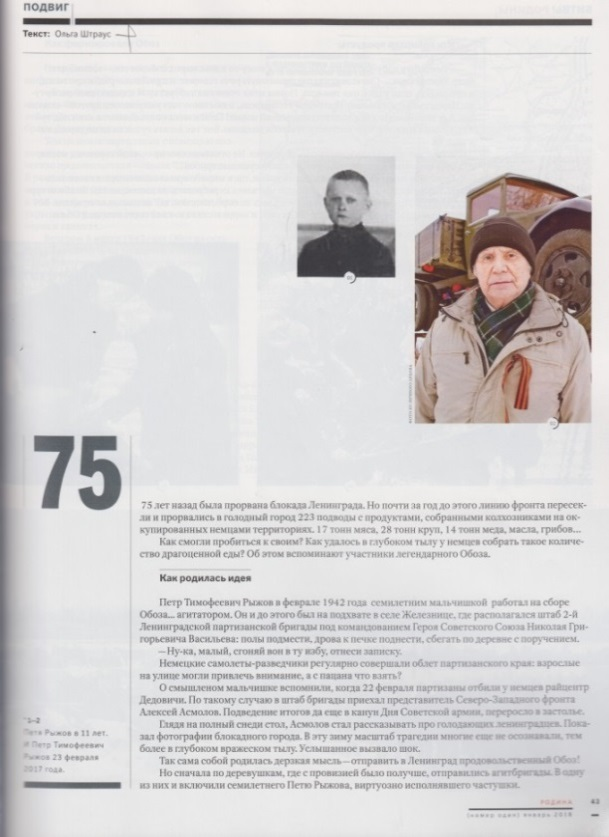 ПОДВИГ
Текст: Ольга Штраус
75
75 лет назад была прорвана блокада Ленинграда. Но почти за год до этого линию фронта пересек-
ли и прорвались в голодный город 223 подводы с продуктами, собранными колхозниками на ок-
купированных немцами территориях. 17 тонн мяса, 28 тонн круп, 14 тонн меда, масла, грибов...
Как смогли пробиться к своим? Как удалось в глубоком тылу у немцев собрать такое количе-
ство драгоценной еды? Об этом вспоминают участники легендарного Обоза.
Как родилась идея
Петр Тимофеевич Рыжов в феврале 1942 года семилетним мальчишкой работал на сборе
Обоза... агитатором. Он и до этого был на подхвате в селе Железнице, где располагался штаб 2-й
Ленинградской партизанской бригады под командованием Героя Советского Союза Николая Гри-
горьевича Васильева: полы подмести, дрова к печке поднести, сбегать по деревне с поручением.
—Ну-ка, малый, сгоняй вон в ту избу, отнеси записку.
Немецкие самолеты-разведчики регулярно совершали облет партизанского края: взрослые
на улице могли привлечь внимание, а с пацана что взять?
О смышленом мальчишке вспомнили, когда 22 февраля партизаны отбили у немцев райцентр
Дедовичи. По такому случаю в штаб бригады приехал представитель Северо-Западного фронта
Алексей Асмолов. Подведение итогов да еще в канун Дня Советской армии, переросло в застолье.
Глядя на полный снеди стол, Асмолов стал рассказывать про голодающих ленинградцев. Пока-
зал фотографии блокадного города. В эту зиму масштаб трагедии многие еще не осознавали, тем
более в глубоком вражеском тылу. Услышанное вызвало шок.
Так сама собой родилась дерзкая мысль—отправить в Ленинград продовольственный Обоз!
Но сначала по деревушкам, где с провизией было получше, отправились агитбригады. В одну
из них и включили семилетнего Петю Рыжова, виртуозно исполнявшего частушки.
1–2
Петя Рыжов в 11 лет.
И Петр Тимофеевич
Рыжов 23 февраля
2017 года.
РОДИНА 43
(номер один) январь 2018